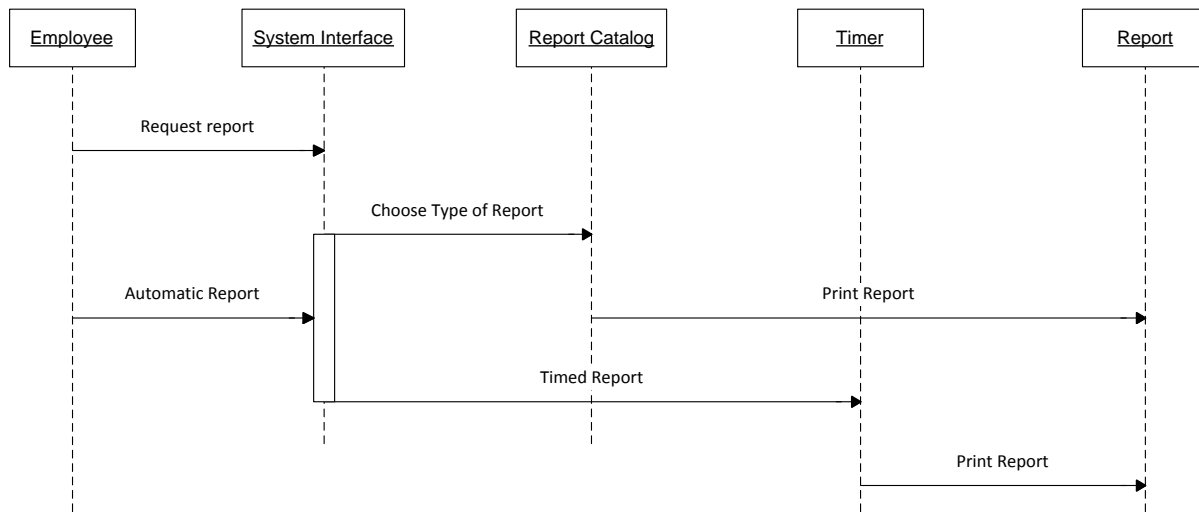 Employee
System Interface
Report Catalog
Timer
Report
Request report
Choose Type of Report
Automatic Report
Print Report
Timed Report
Print Report